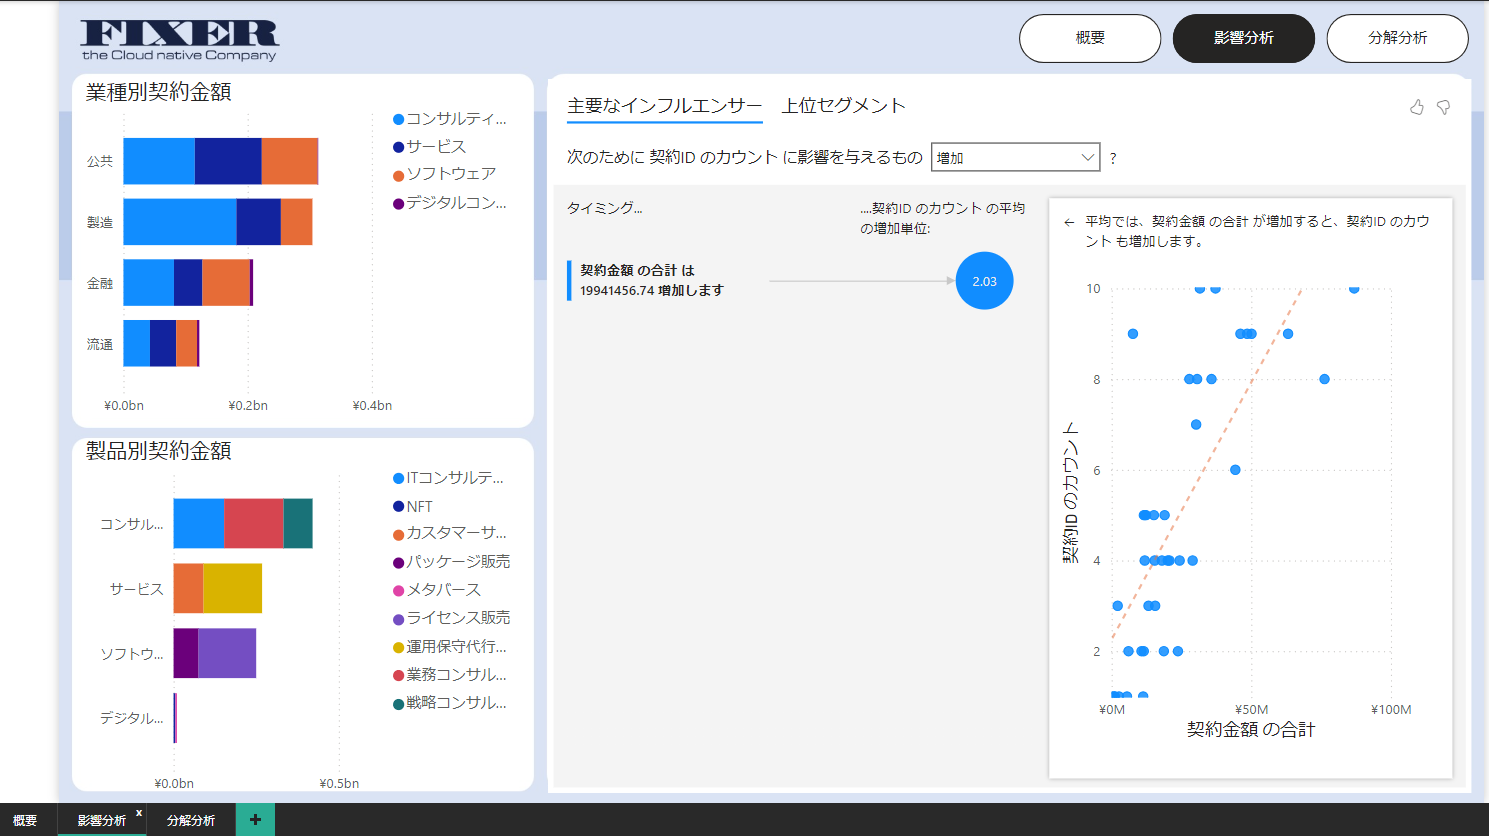 FIXER
the Cloud native Company
概要
影響分析
分解分析
業種別契約金額
コンサルティ...
サービス
ソフトウェア
デジタルコン...
公共
製造
金融
流通
¥0.0bn
¥0.2bn
¥0.4bn
製品別契約金額
ITコンサルテ...
NFT
カスタマーサ...
パッケージ販売
メタバース
ライセンス販売
運用保守代行...
業務コンサル...
戦略コンサル...
コンサル...
サービス
ソフトウ...
デジタル...
¥0.0bn
¥0.5bn
主要なインフルエンサー
上位セグメント
次のために 契約ID のカウント に影響を与えるもの
増加
?
タイミング...
....契約ID のカウント の平均
の増加単位:
契約金額 の合計 は
19941456.74 増加します
2.03
平均では、契約金額 の合計 が増加すると、契約ID のカウ
ント も増加します。
契約ID のカウント
10
8
6
4
2
¥0M
¥50M
¥100M
契約金額 の合計
概要
影響分析
x
分解分析
+